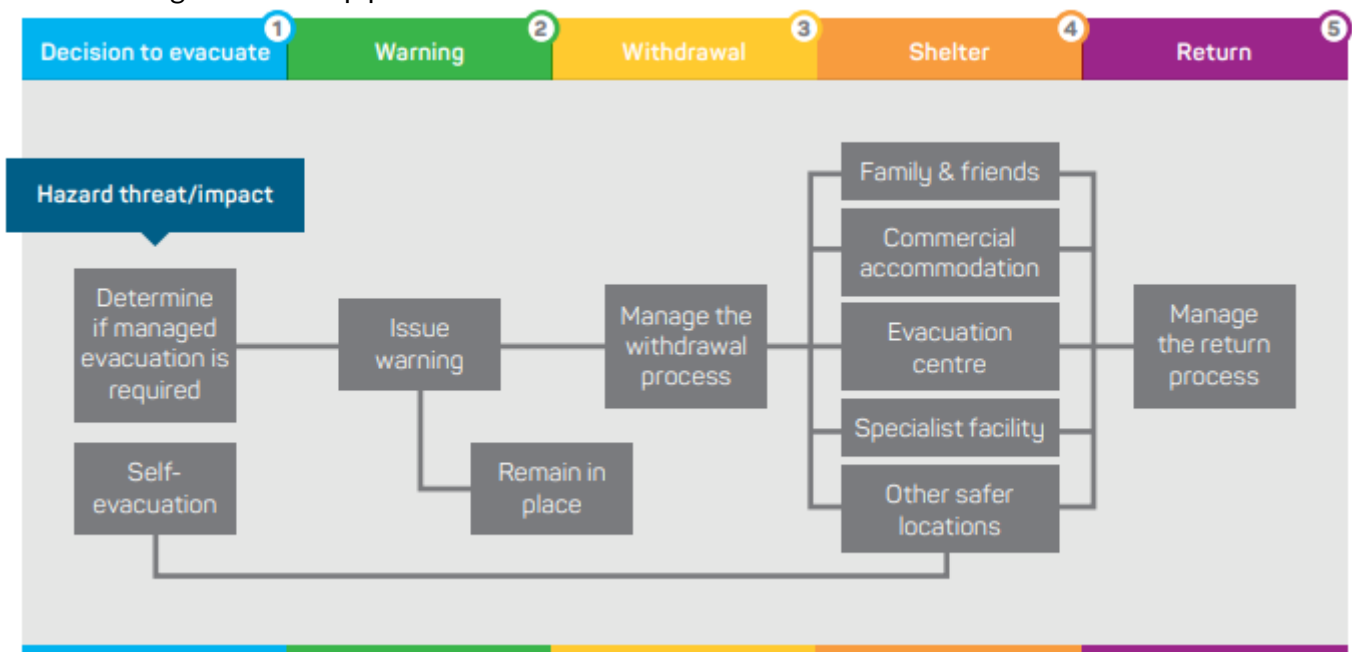 Decision to evacuate 1
Warning 2
Withdrawal 3
Shelter 4
Return 5
Hazard threat/impact
Determine
if managed
evacuation is
required
Self-
evacuation
Issue
warning
Remain in
place
Manage the
withdrawal
process
Family & friends
Commercial
accommodation
Evacuation
centre
Specialist facility
Other safer
locations
Manage
the return
process